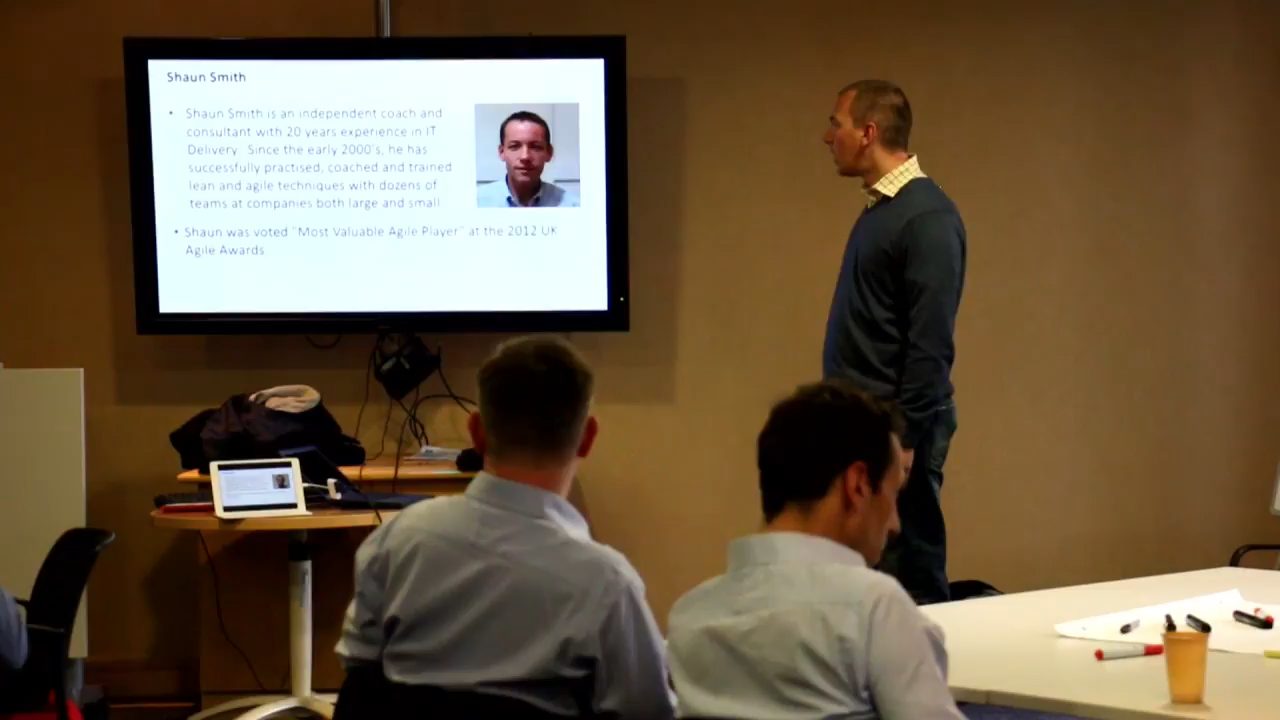 Shaun Smith
• Shaun Smith is an independent coach and
consultant with 20 years experience in IT
Delivery. Since the early 2000's, he has
successfully practised, coached and trained
lean and agile techniques with dozens of
teams at companies both large and small
• Shaun was voted "Most Valuable Agile Player" at the 2012 UK
Agile Awards.